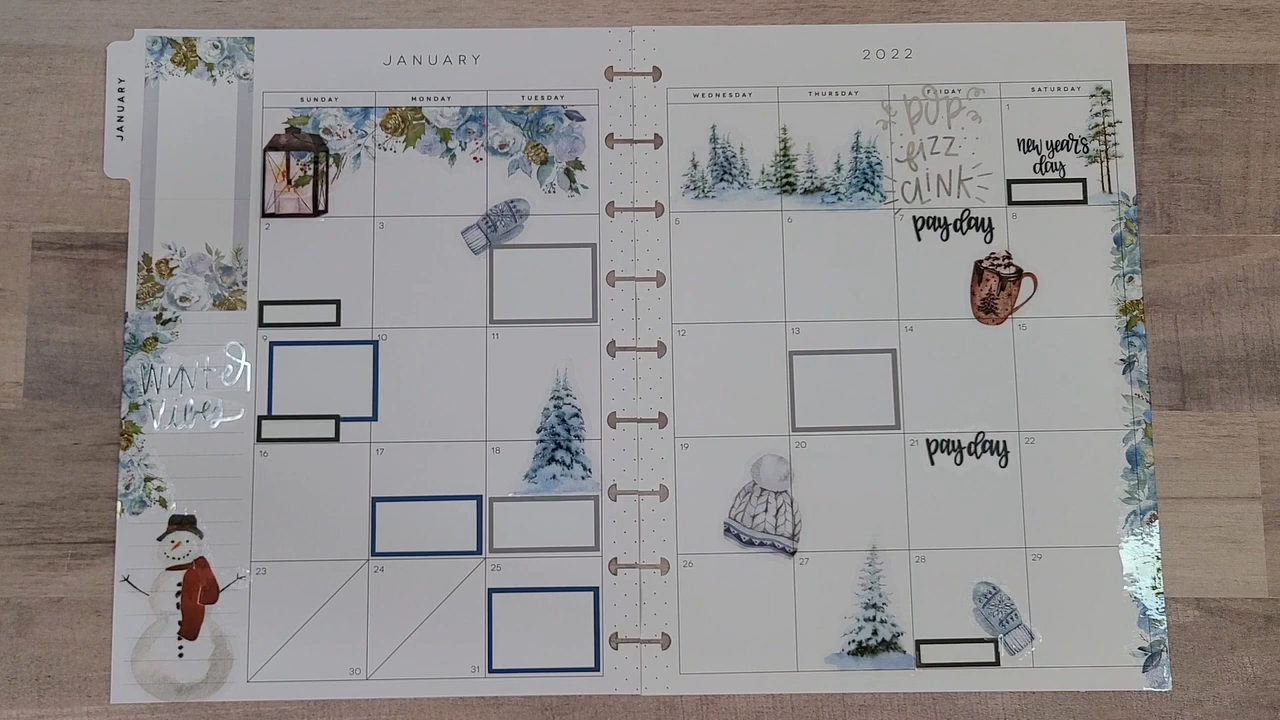 JANUARY
JANUARY
2022
SUNDAY MONDAY TUESDAY
WEDNESDAY THURSDAY FRIDAY SATURDAY
pop
fizz
CLINK
1
new year's
day
2 3
5 6 7 8
pay day
9 10 11
12 13 14 15
WINTER
Vibes
16 17 18
19 20 21 22
pay day
23 24 25
30 31
26 27 28 29